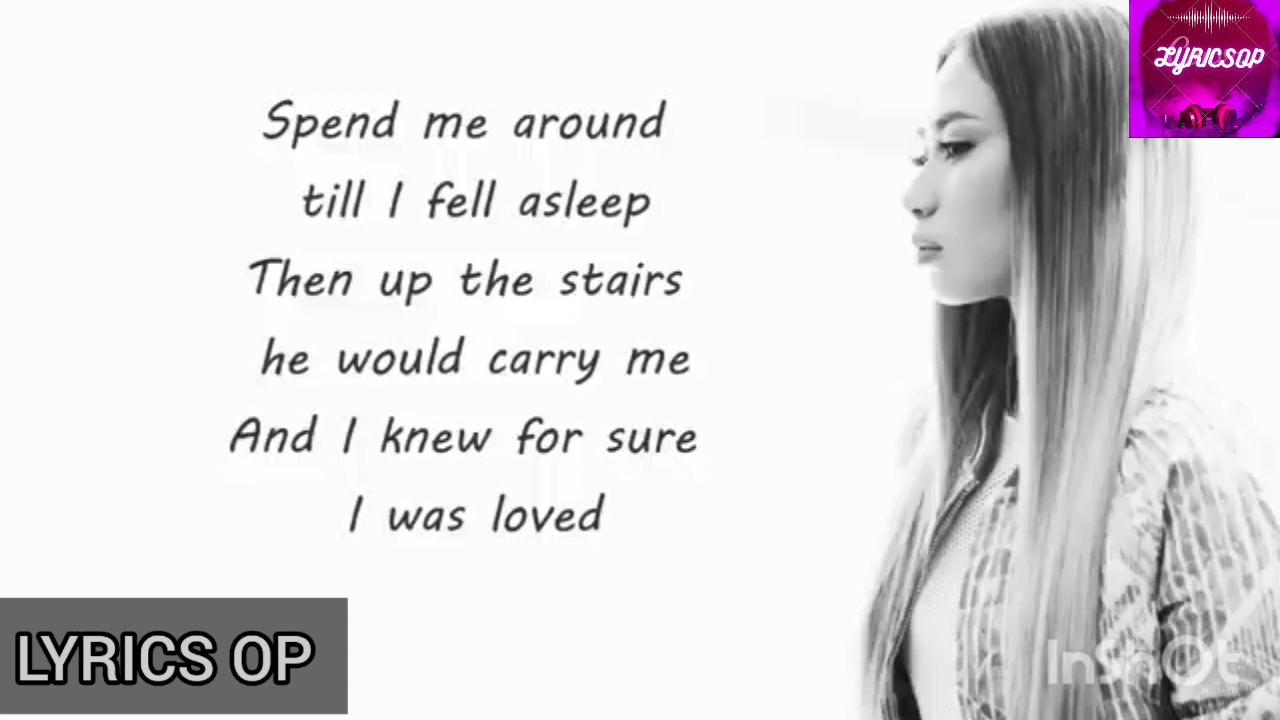 LYRICSOP
Spend me around
till I fell asleep
Then up the stairs
he would carry me
And I knew for sure
I was loved
LYRICS OP
InShOt